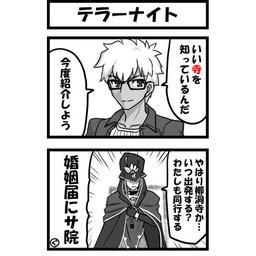 テラーナイト
いい寺を
知っているんだ
今度紹介しよう
やはり柳洞寺か…
いつ出発する?
わたしも同行する
婚姻届にサ院